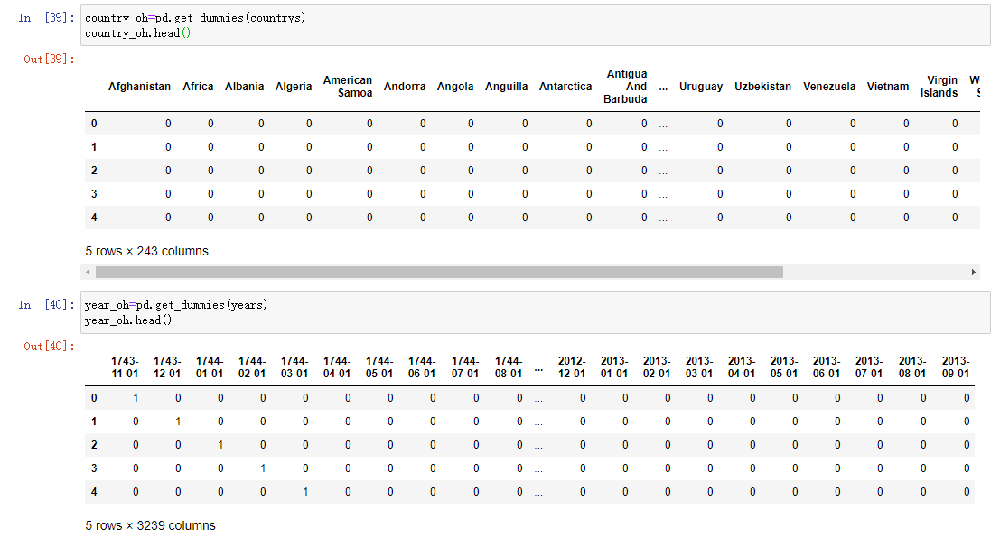 In [39]: country_oh=pd.get_dummies(countrys)
country_oh.head()
Out[39]:
Afghanistan Africa Albania Algeria American Samoa Andorra Angola Anguilla Antarctica Antigua And Barbuda ... Uruguay Uzbekistan Venezuela Vietnam Virgin Islands W S
0 0 0 0 0 0 0 0 0 0 0 ... 0 0 0 0 0
1 0 0 0 0 0 0 0 0 0 0 ... 0 0 0 0 0
2 0 0 0 0 0 0 0 0 0 0 ... 0 0 0 0 0
3 0 0 0 0 0 0 0 0 0 0 ... 0 0 0 0 0
4 0 0 0 0 0 0 0 0 0 0 ... 0 0 0 0 0
5 rows × 243 columns
In [40]: year_oh=pd.get_dummies(years)
year_oh.head()
Out[40]:
1743-11-01 1743-12-01 1744-01-01 1744-02-01 1744-03-01 1744-04-01 1744-05-01 1744-06-01 1744-07-01 1744-08-01 ... 2012-12-01 2013-01-01 2013-02-01 2013-03-01 2013-04-01 2013-05-01 2013-06-01 2013-07-01 2013-08-01 2013-09-01
0 1 0 0 0 0 0 0 0 0 0 ... 0 0 0 0 0 0 0 0 0 0
1 0 1 0 0 0 0 0 0 0 0 ... 0 0 0 0 0 0 0 0 0 0
2 0 0 1 0 0 0 0 0 0 0 ... 0 0 0 0 0 0 0 0 0 0
3 0 0 0 1 0 0 0 0 0 0 ... 0 0 0 0 0 0 0 0 0 0
4 0 0 0 0 1 0 0 0 0 0 ... 0 0 0 0 0 0 0 0 0 0
5 rows × 3239 columns